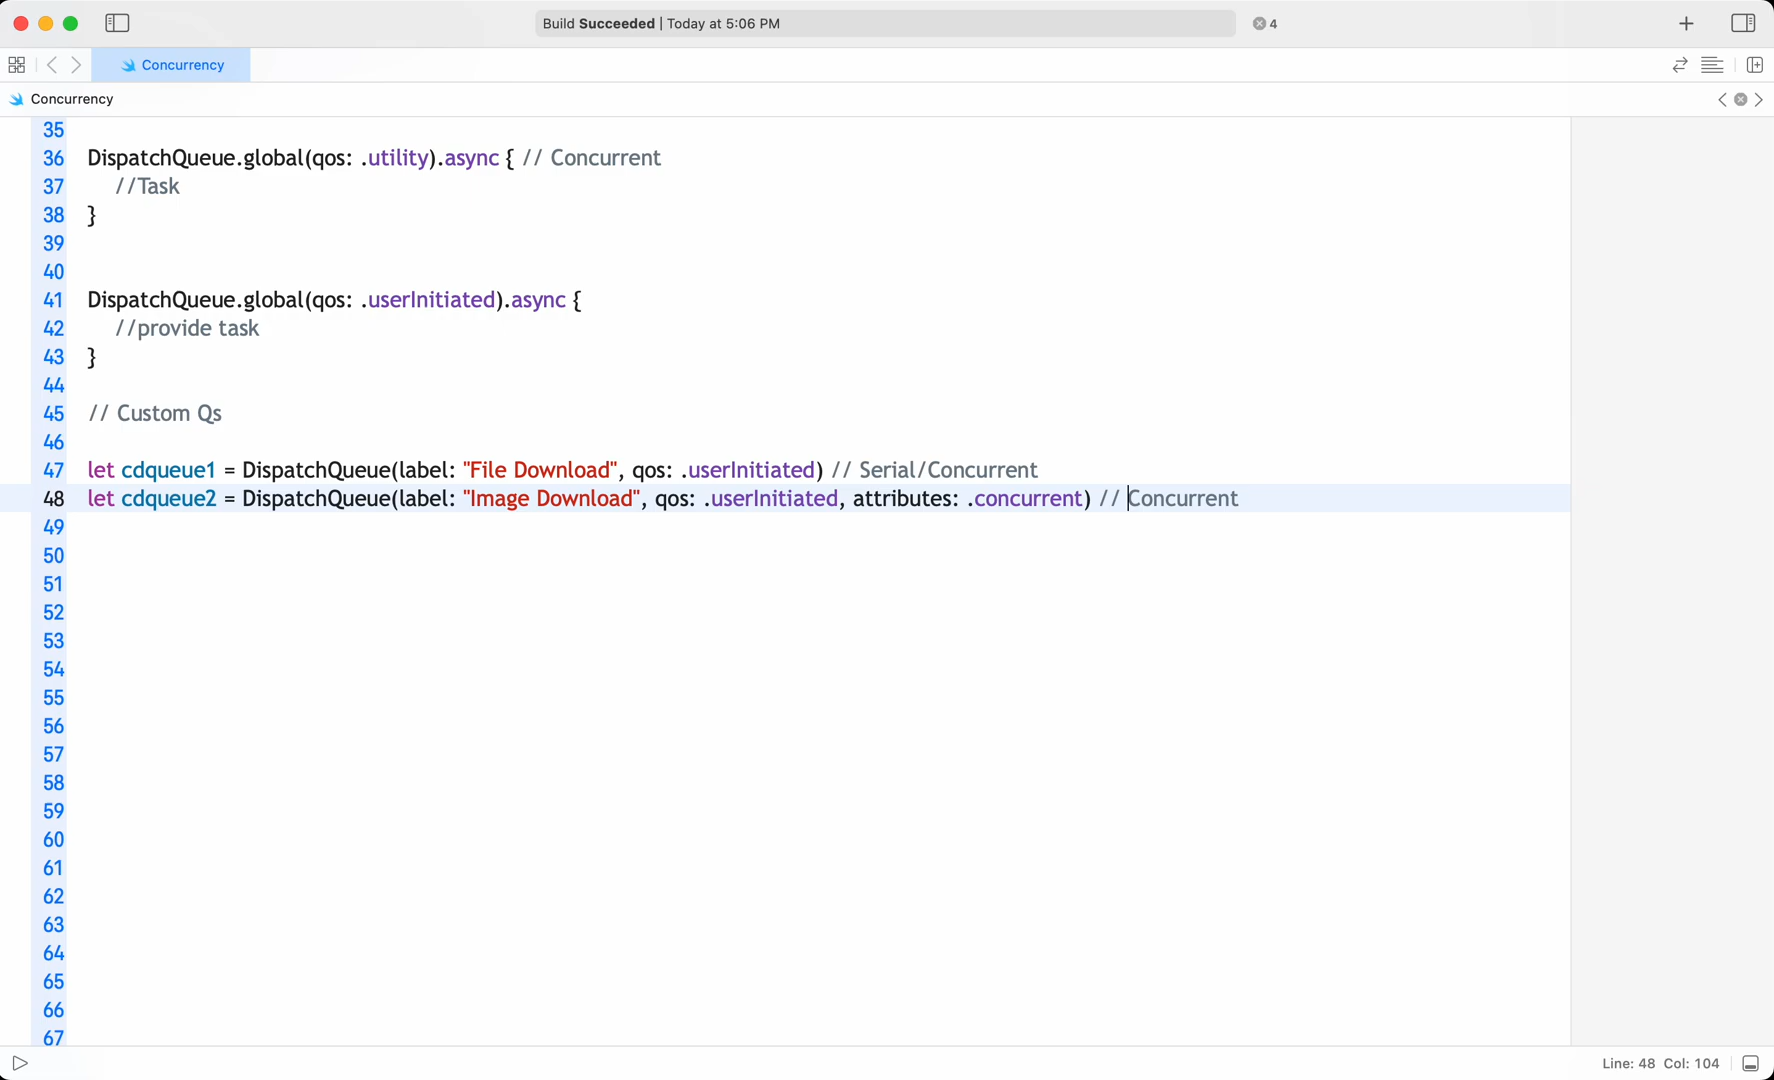 Build Succeeded | Today at 5:06 PM
4
Concurrency
Concurrency
35
36 DispatchQueue.global(qos: .utility).async { // Concurrent
37 //Task
38 }
39
40
41 DispatchQueue.global(qos: .userInitiated).async {
42 //provide task
43 }
44
45 // Custom Qs
46
47 let cdqueue1 = DispatchQueue(label: "File Download", qos: .userInitiated) // Serial/Concurrent
48 let cdqueue2 = DispatchQueue(label: "Image Download", qos: .userInitiated, attributes: .concurrent) // Concurrent
49
50
51
52
53
54
55
56
57
58
59
60
61
62
63
64
65
66
67
Line: 48 Col: 104